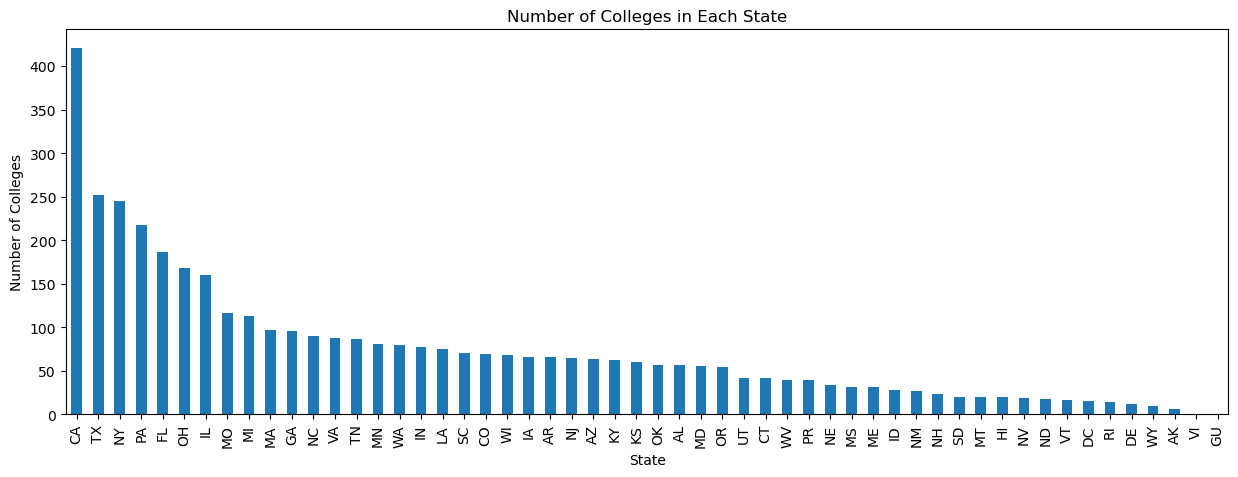 Number of Colleges in Each State
Number of Colleges
400
350
300
250
200
150
100
50
0
CA TX NY PA FL OH IL MO MI MA GA NC VA TN MN WA IN LA SC CO WI IA AR NJ AZ KY KS OK AL MD OR UT CT WV PR NE MS ME ID NM NH SD MT HI NV ND VT DC RI DE WY AK VI GU
State